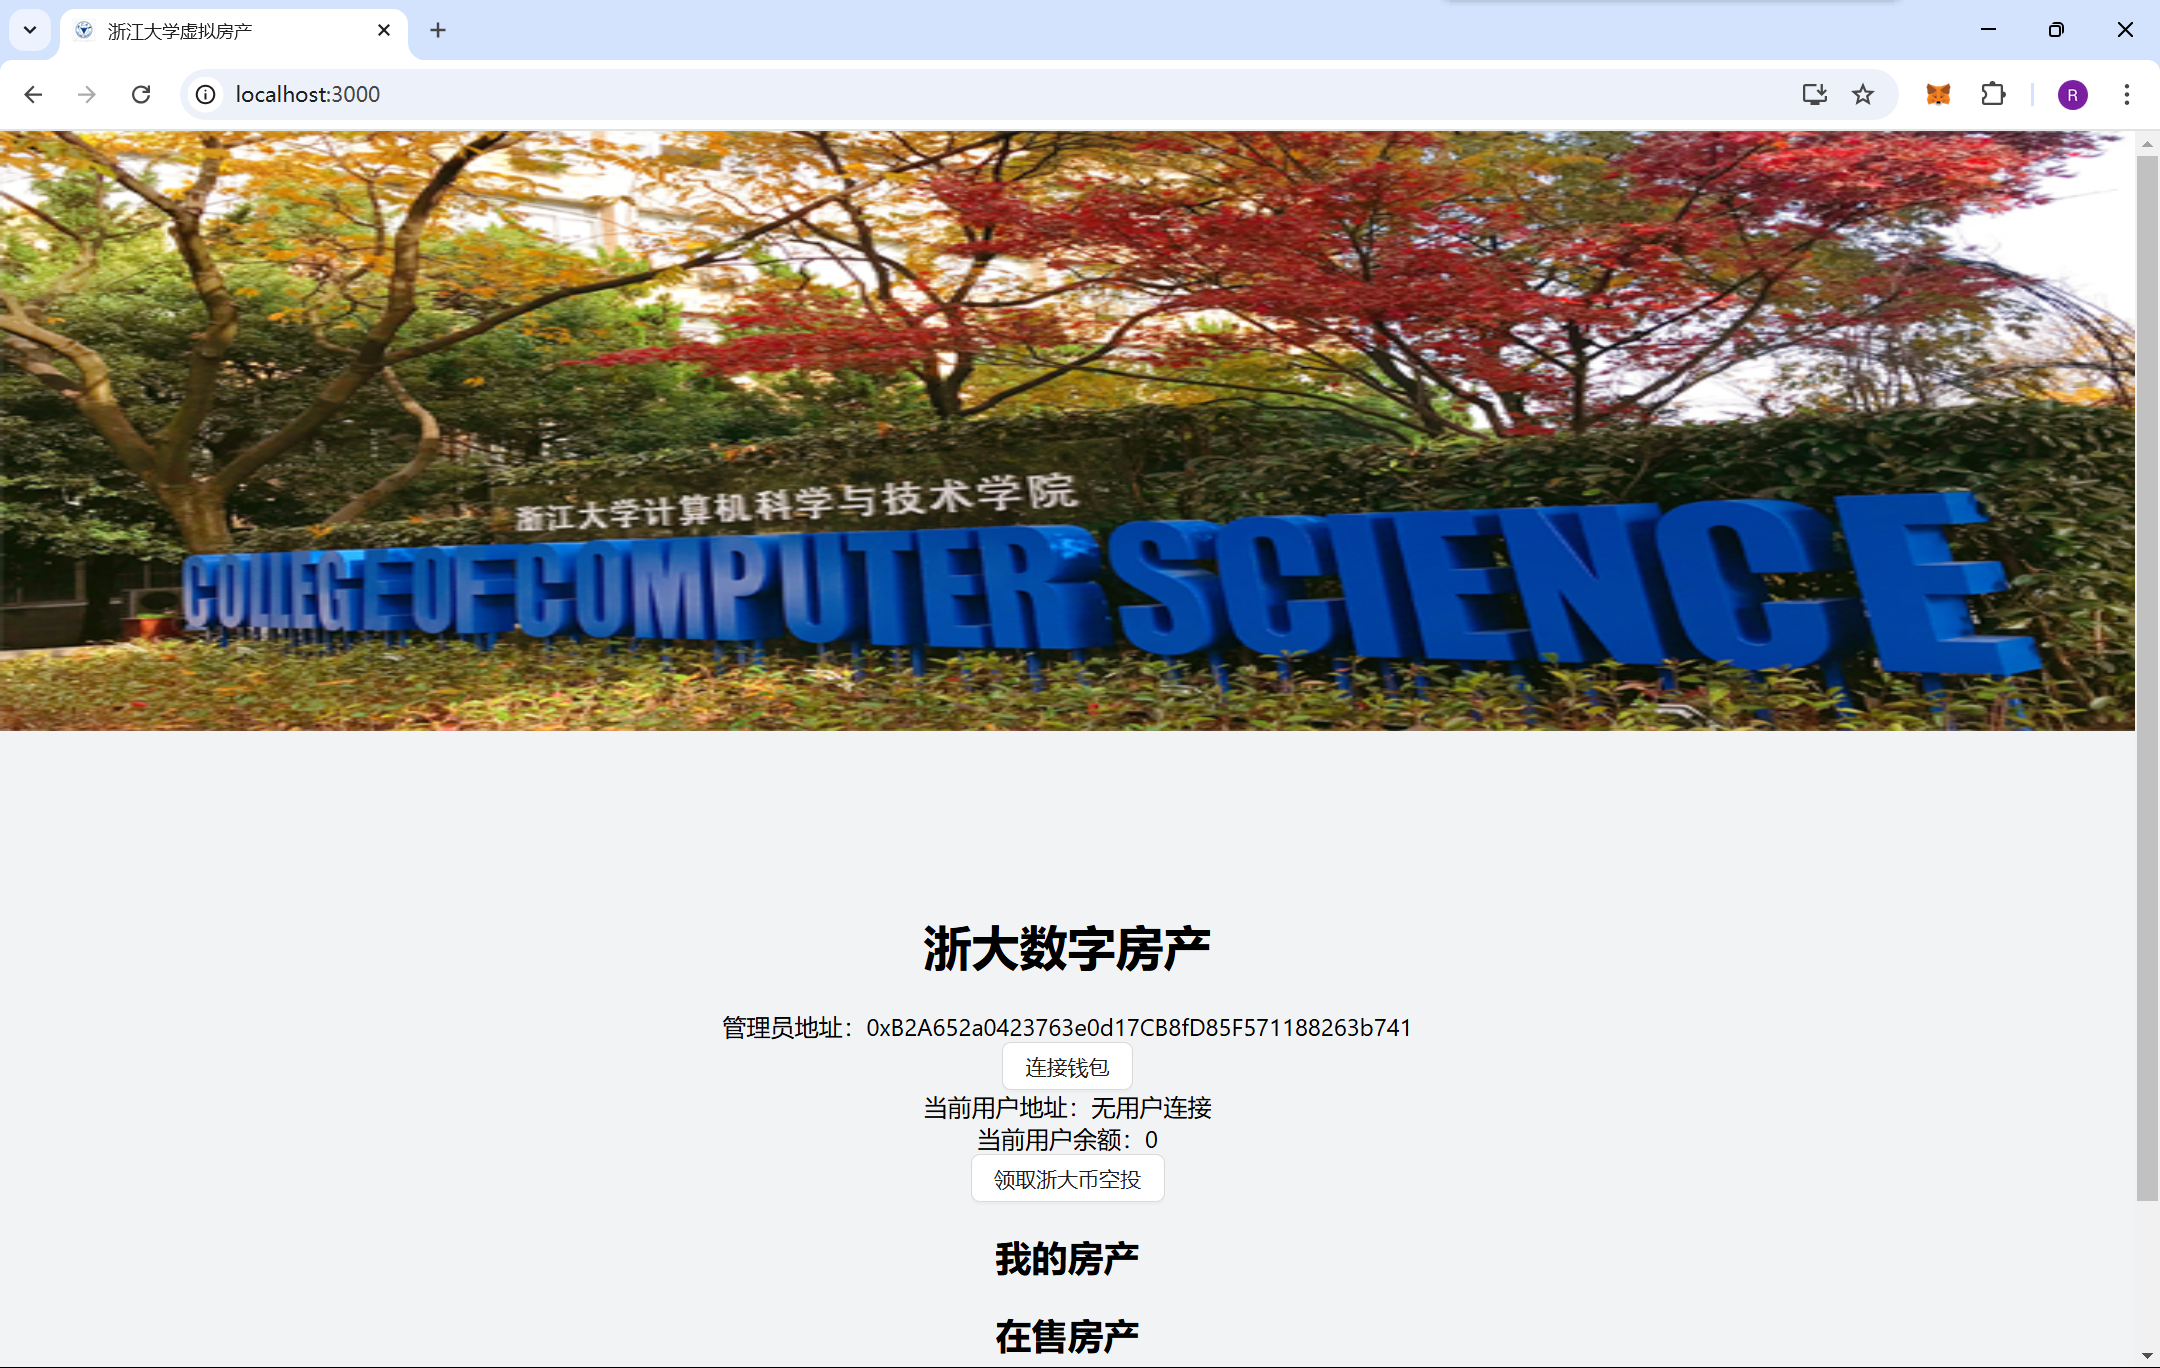 浙江大学虚拟房产
localhost:3000
R
浙江大学计算机科学与技术学院
COLLEGE OF COMPUTER SCIENCE
浙大数字房产
管理员地址：0xB2A652a0423763e0d17CB8fD85F571188263b741
连接钱包
当前用户地址：无用户连接
当前用户余额：0
领取浙大币空投
我的房产
在售房产